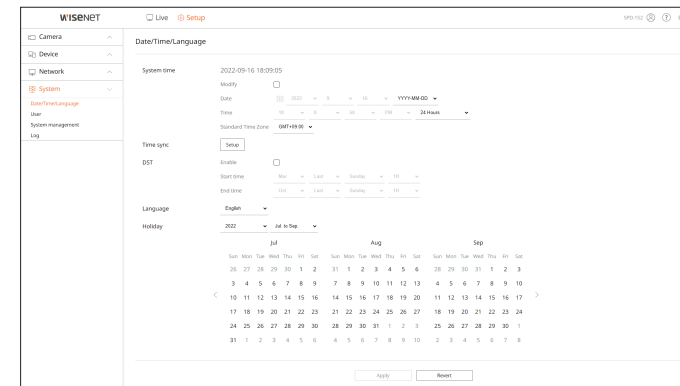 WISENET
Live Setup
SPD-152
Camera
Device
Network
System
Date/Time/Language
User
System management
Log
Date/Time/Language
System time
2022-09-16 18:09:05
Modify
Date 2022 9 16 YYYY-MM-DD
Time 24 Hours
Standard Time Zone GMT+09:00
Time sync Setup
DST Enable
Start time Mar Last Sunday 1H
End time Oct Last Sunday 1H
Language English
Holiday 2022 Jul. to Sep
Jul Aug Sep
Sun Mon Tue Wed Thu Fri Sat Sun Mon Tue Wed Thu Fri Sat Sun Mon Tue Wed Thu Fri Sat
26 27 28 29 30 1 2 31 1 2 3 4 5 6 28 29 30 31 1 2 3
3 4 5 6 7 8 9 7 8 9 10 11 12 13 4 5 6 7 8 9 10
10 11 12 13 14 15 16 14 15 16 17 18 19 20 11 12 13 14 15 16 17
17 18 19 20 21 22 23 21 22 23 24 25 26 27 18 19 20 21 22 23 24
24 25 26 27 28 29 30 28 29 30 31 1 2 3 25 26 27 28 29 30 1
31 1 2 3 4 5 6 4 5 6 7 8 9 10 2 3 4 5 6 7 8
Apply Revert